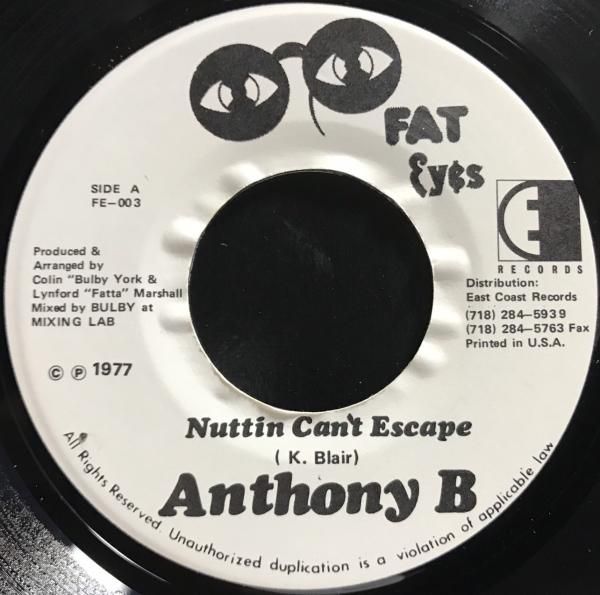 FAT
Eyes
SIDE A
FE-003
E
RECORDS
Produced &
Arranged by
Colin "Bulby York &
Lynford "Fatta" Marshall
Mixed by BULBY at
MIXING LAB
Distribution:
East Coast Records
(718) 284-5939
(718) 284-5763 Fax
Printed in U.S.A.
© ℗ 1977
Nuttin Can't Escape
( K. Blair)
Anthony B
All Rights Reserved. Unauthorized duplication is a violation of applicable law